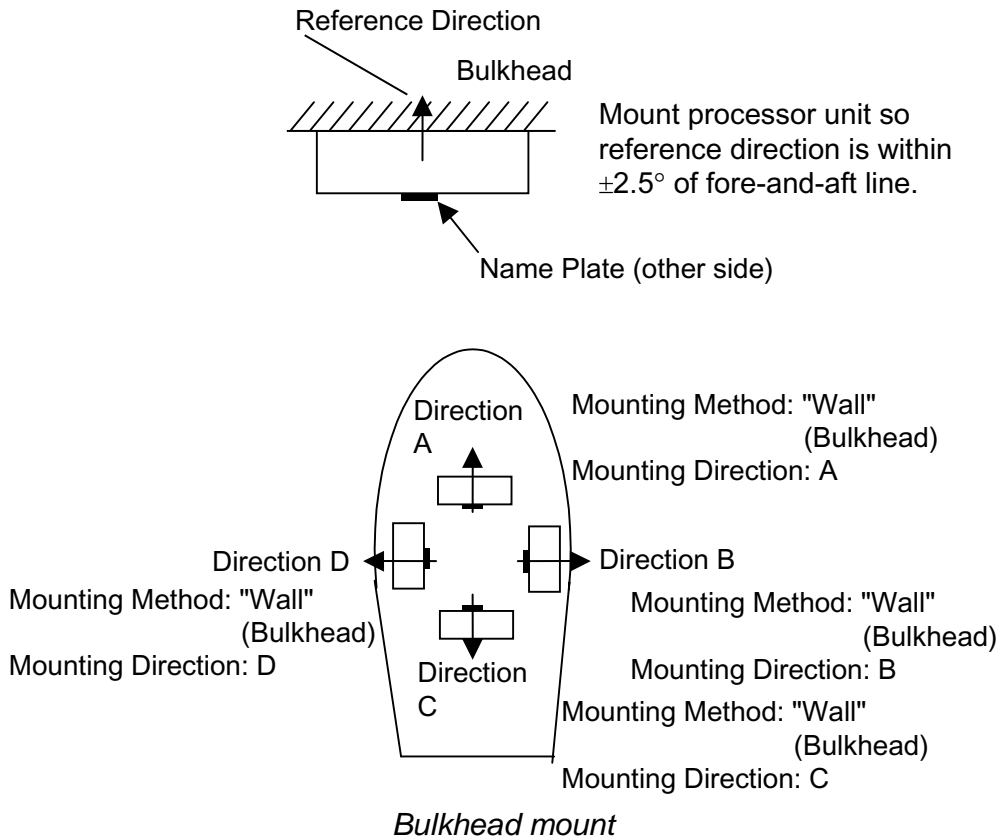 Reference Direction
Bulkhead
Mount processor unit so
reference direction is within
±2.5° of fore-and-aft line.
Name Plate (other side)
Direction
A
Mounting Method: "Wall"
(Bulkhead)
Mounting Direction: A
Direction D
Mounting Method: "Wall"
(Bulkhead)
Mounting Direction: D
Direction B
Mounting Method: "Wall"
(Bulkhead)
Mounting Direction: B
Direction
C
Mounting Method: "Wall"
(Bulkhead)
Mounting Direction: C
Bulkhead mount